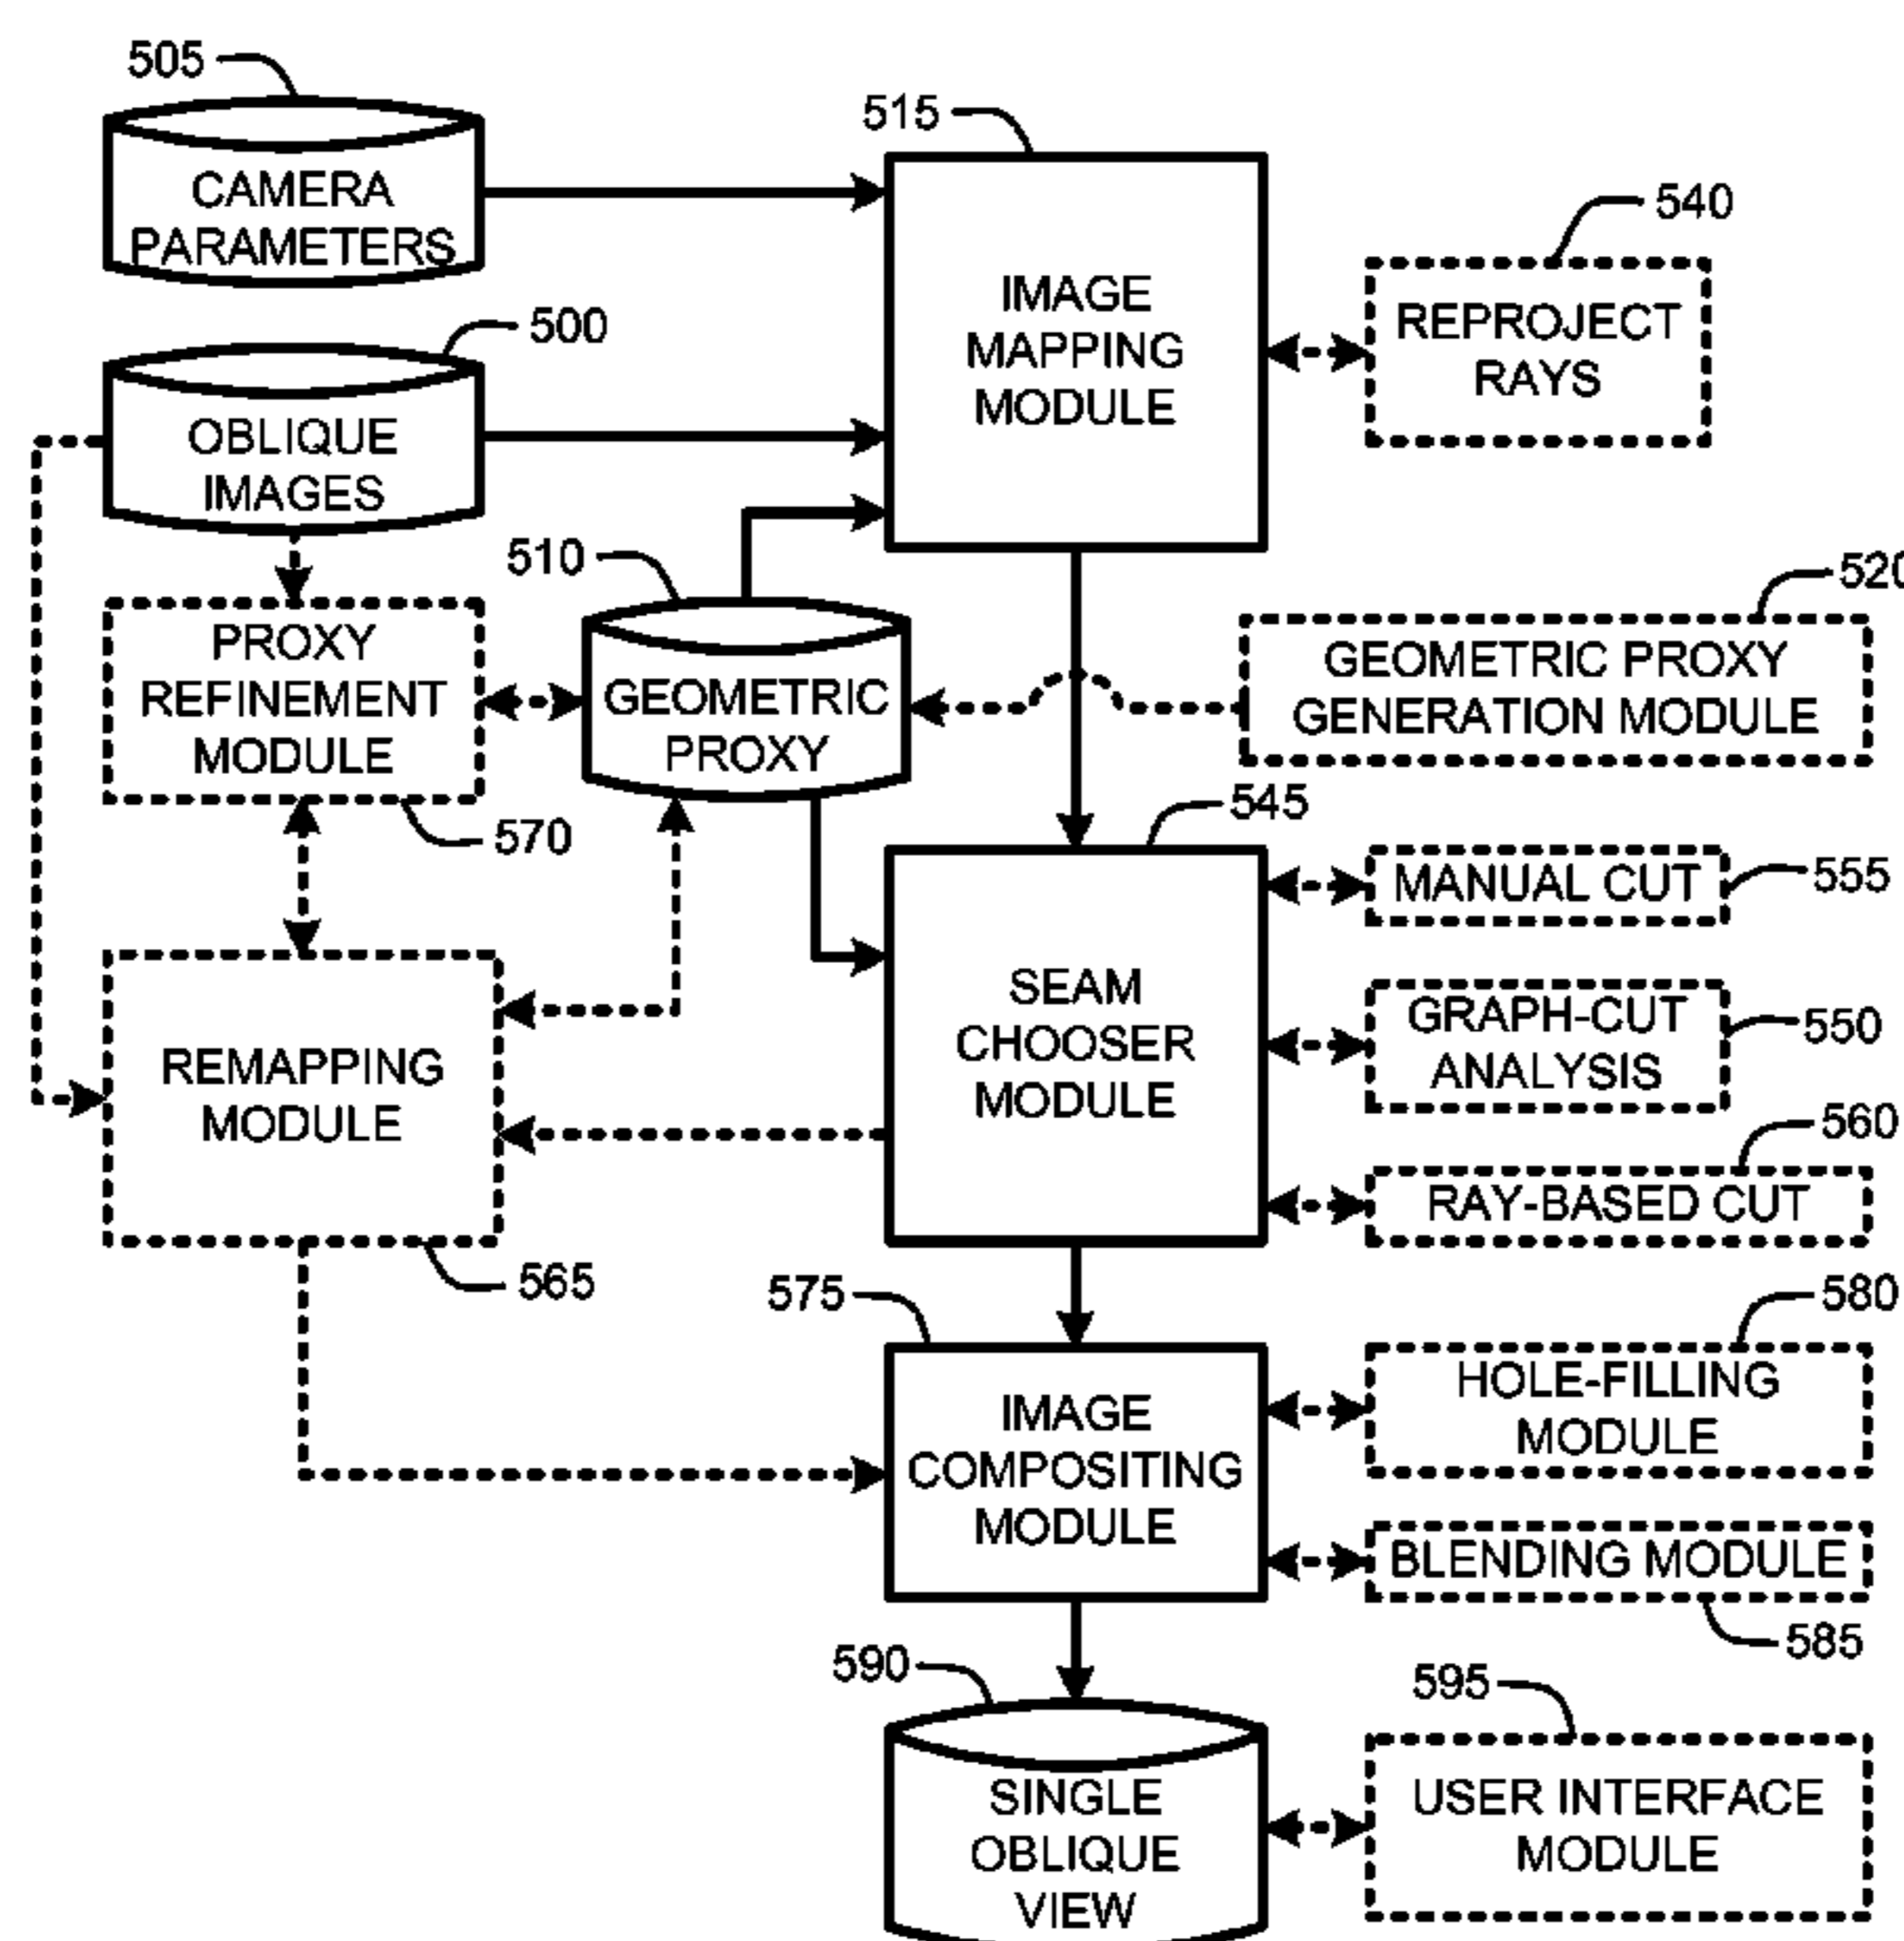 505
CAMERA
PARAMETERS
515
IMAGE
MAPPING
MODULE
540
REPROJECT
RAYS
500
OBLIQUE
IMAGES
510
GEOMETRIC
PROXY
520
GEOMETRIC PROXY
GENERATION MODULE
PROXY
REFINEMENT
MODULE
570
545
SEAM
CHOOSER
MODULE
MANUAL CUT
555
GRAPH-CUT
ANALYSIS
550
560
RAY-BASED CUT
REMAPPING
MODULE
565
575
IMAGE
COMPOSITING
MODULE
580
HOLE-FILLING
MODULE
BLENDING MODULE
585
590
SINGLE
OBLIQUE
VIEW
595
USER INTERFACE
MODULE